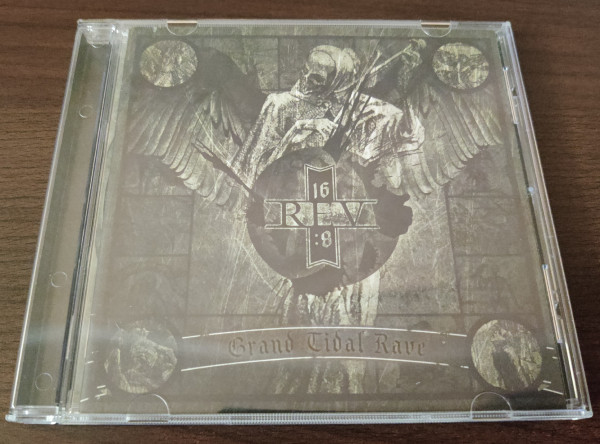 16
REV
:8
Grand Tidal Rave